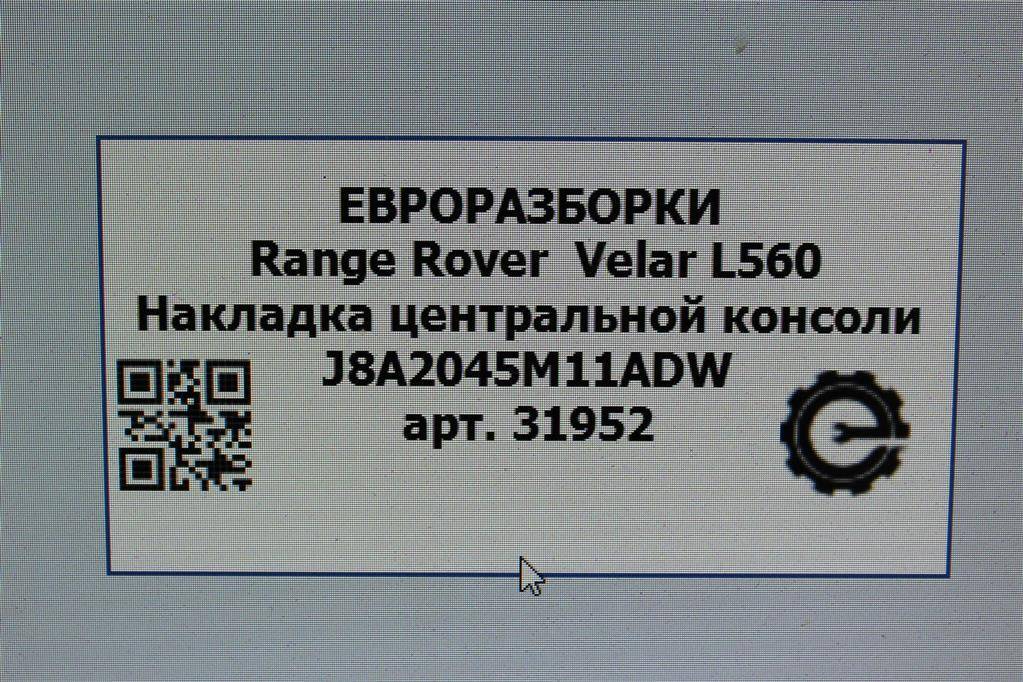 ЕВРОРАЗБОРКИ
Range Rover Velar L560
Накладка центральной консоли
J8A2045M11ADW
арт. 31952